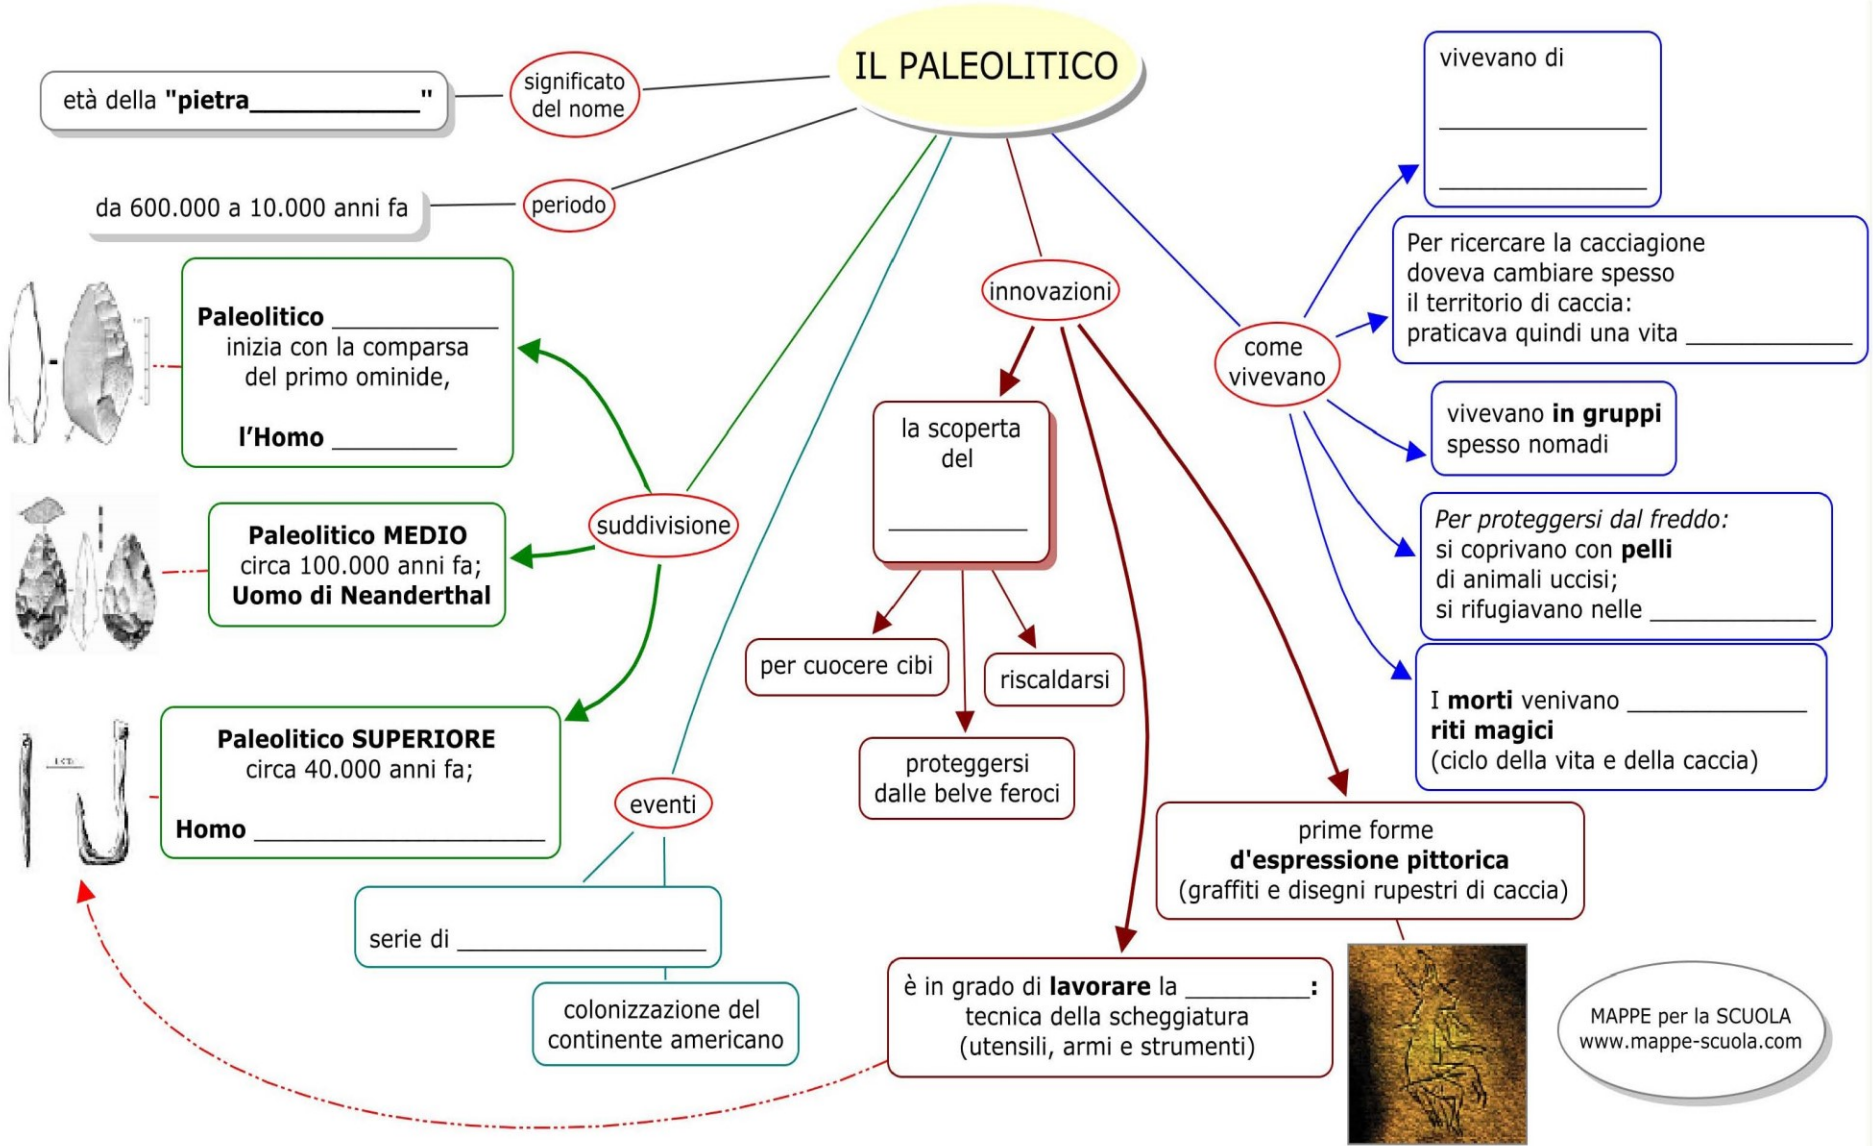 IL PALEOLITICO
significato
del nome
età della "pietra____________"
periodo
da 600.000 a 10.000 anni fa
suddivisione
Paleolitico ____________
inizia con la comparsa
del primo ominide,
l'Homo _________
Paleolitico MEDIO
circa 100.000 anni fa;
Uomo di Neanderthal
Paleolitico SUPERIORE
circa 40.000 anni fa;
Homo _____________________
eventi
serie di __________________
colonizzazione del
continente americano
innovazioni
la scoperta
del
__________
per cuocere cibi
proteggersi
dalle belve feroci
riscaldarsi
è in grado di lavorare la _________:
tecnica della scheggiatura
(utensili, armi e strumenti)
prime forme
d'espressione pittorica
(graffiti e disegni rupestri di caccia)
come
vivevano
vivevano di
_______________
_______________
Per ricercare la cacciagione
doveva cambiare spesso
il territorio di caccia:
praticava quindi una vita ____________
vivevano in gruppi
spesso nomadi
Per proteggersi dal freddo:
si coprivano con pelli
di animali uccisi;
si rifugiavano nelle ____________
I morti venivano _____________
riti magici
(ciclo della vita e della caccia)
MAPPE per la SCUOLA
www.mappe-scuola.com